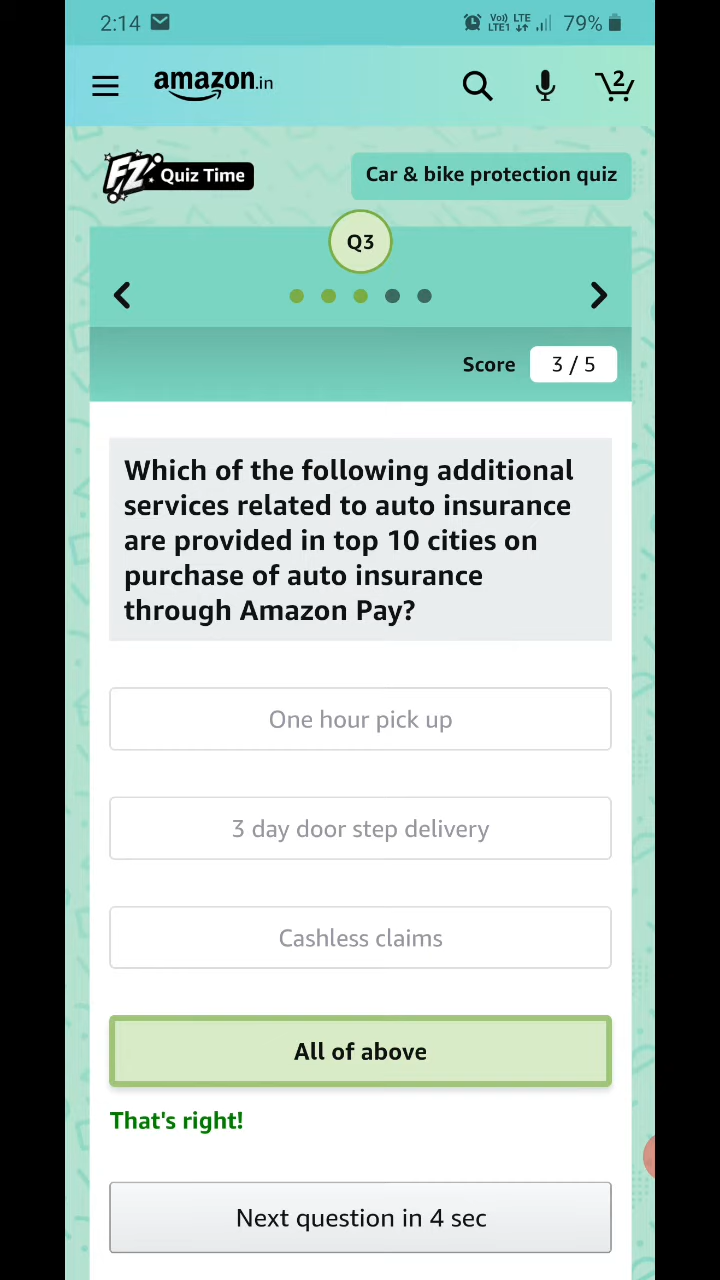 2:14 Vo) LTE 79%
LTE1
amazon.in 2
FZ Quiz Time Car & bike protection quiz
Q3
Score 3 / 5
Which of the following additional
services related to auto insurance
are provided in top 10 cities on
purchase of auto insurance
through Amazon Pay?
One hour pick up
3 day door step delivery
Cashless claims
All of above
That's right!
Next question in 4 sec